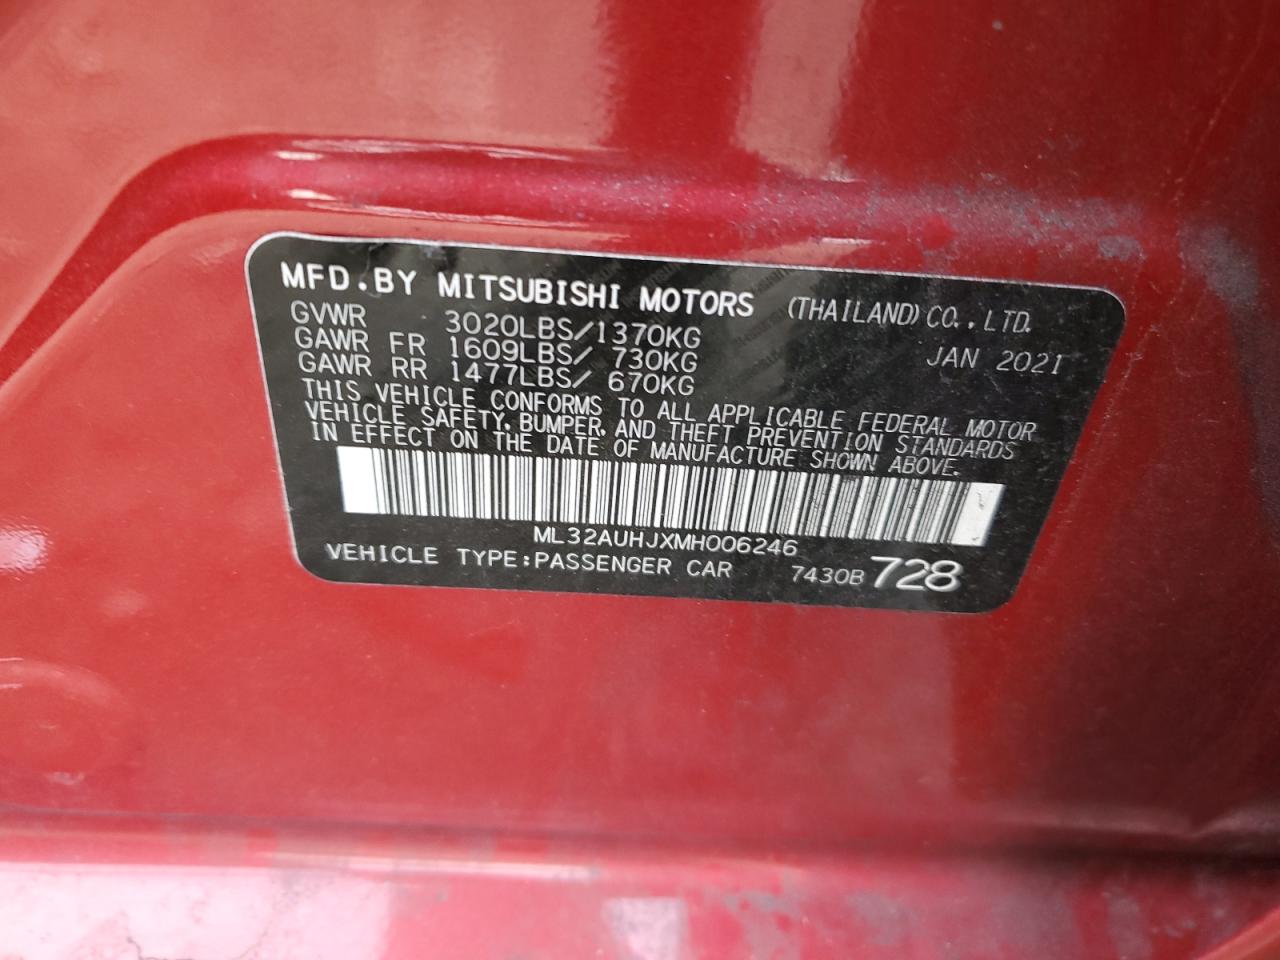 MFD.BY MITSUBISHI MOTORS (THAILAND) CO.,LTD.
GVWR 3020LBS/1370KG
GAWR FR 1609LBS/ 730KG JAN 2021
GAWR RR 1477LBS/ 670KG
THIS VEHICLE CONFORMS TO ALL APPLICABLE FEDERAL MOTOR
VEHICLE SAFETY, BUMPER, AND THEFT PREVENTION STANDARDS
IN EFFECT ON THE DATE OF MANUFACTURE SHOWN ABOVE.
ML32AUHJXMH006246
VEHICLE TYPE:PASSENGER CAR 7430B 728